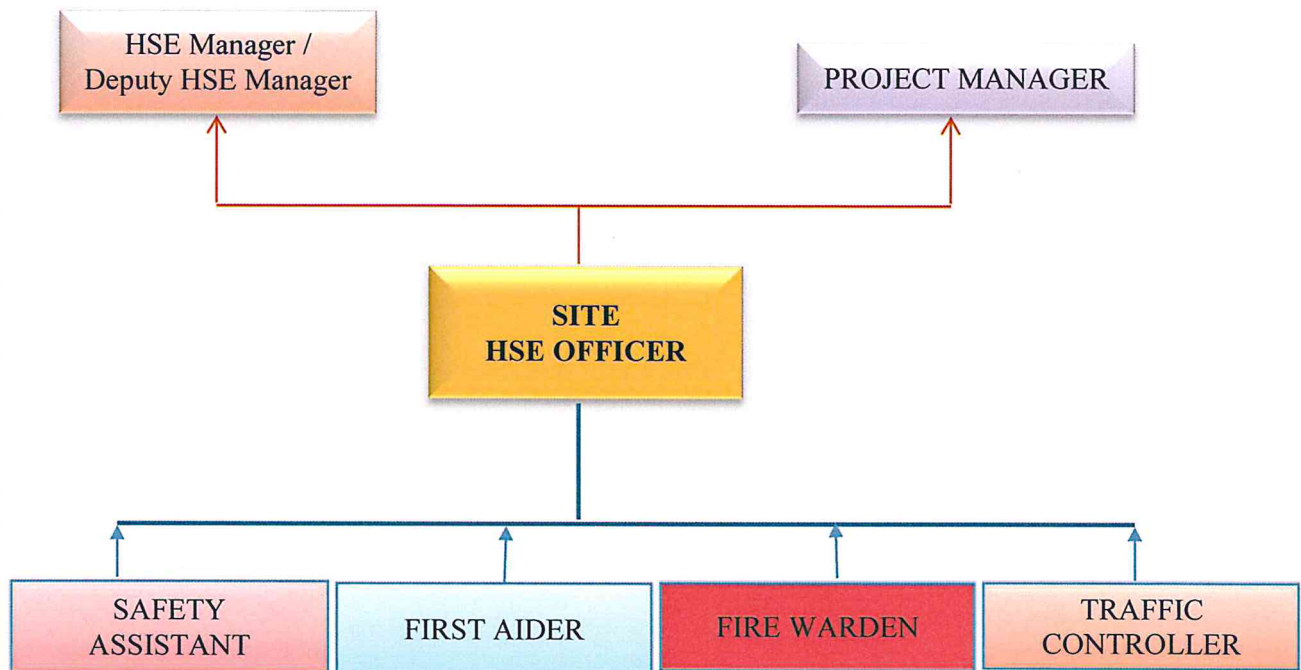 HSE Manager /
Deputy HSE Manager
PROJECT MANAGER
SITE
HSE OFFICER
SAFETY
ASSISTANT
FIRST AIDER
FIRE WARDEN
TRAFFIC
CONTROLLER